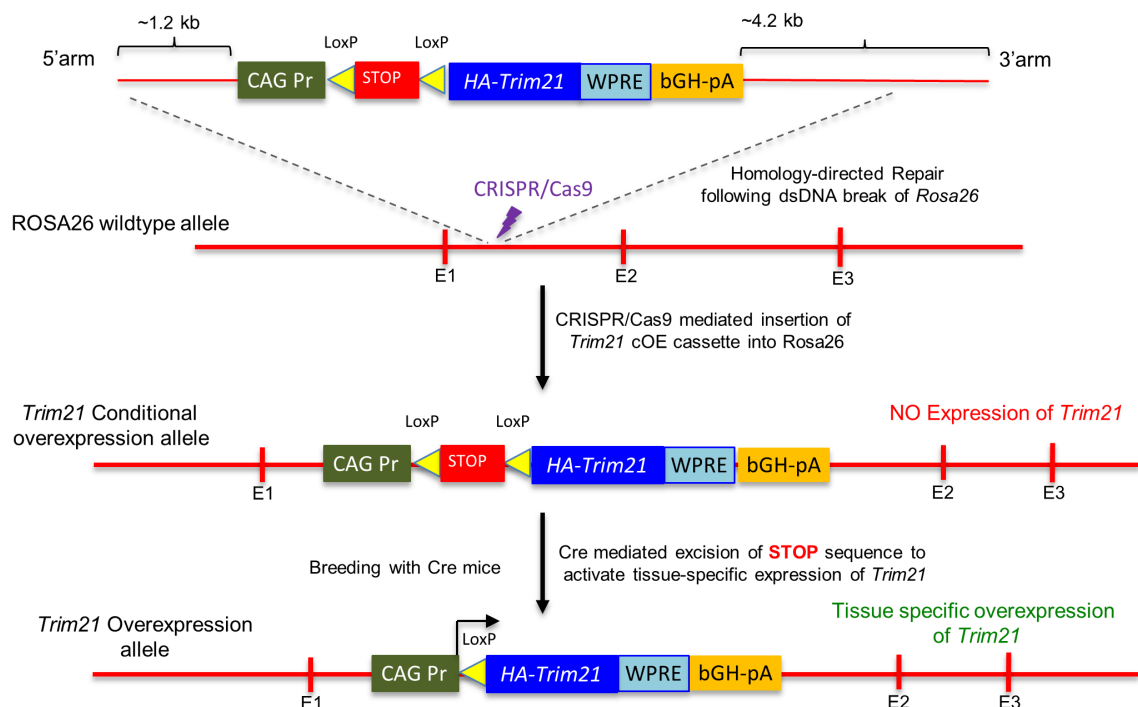 ~1.2 kb
~4.2 kb
5'arm
LoxP
LoxP
3'arm
CAG Pr
STOP
HA-Trim21
WPRE
bGH-pA
CRISPR/Cas9
Homology-directed Repair
following dsDNA break of Rosa26
ROSA26 wildtype allele
E1
E2
E3
CRISPR/Cas9 mediated insertion of
Trim21 cOE cassette into Rosa26
Trim21 Conditional
overexpression allele
LoxP
LoxP
NO Expression of Trim21
CAG Pr
STOP
HA-Trim21
WPRE
bGH-pA
E1
E2
E3
Breeding with Cre mice
Cre mediated excision of STOP sequence to
activate tissue-specific expression of Trim21
Trim21 Overexpression
allele
LoxP
Tissue specific overexpression
of Trim21
CAG Pr
HA-Trim21
WPRE
bGH-pA
E1
E2
E3